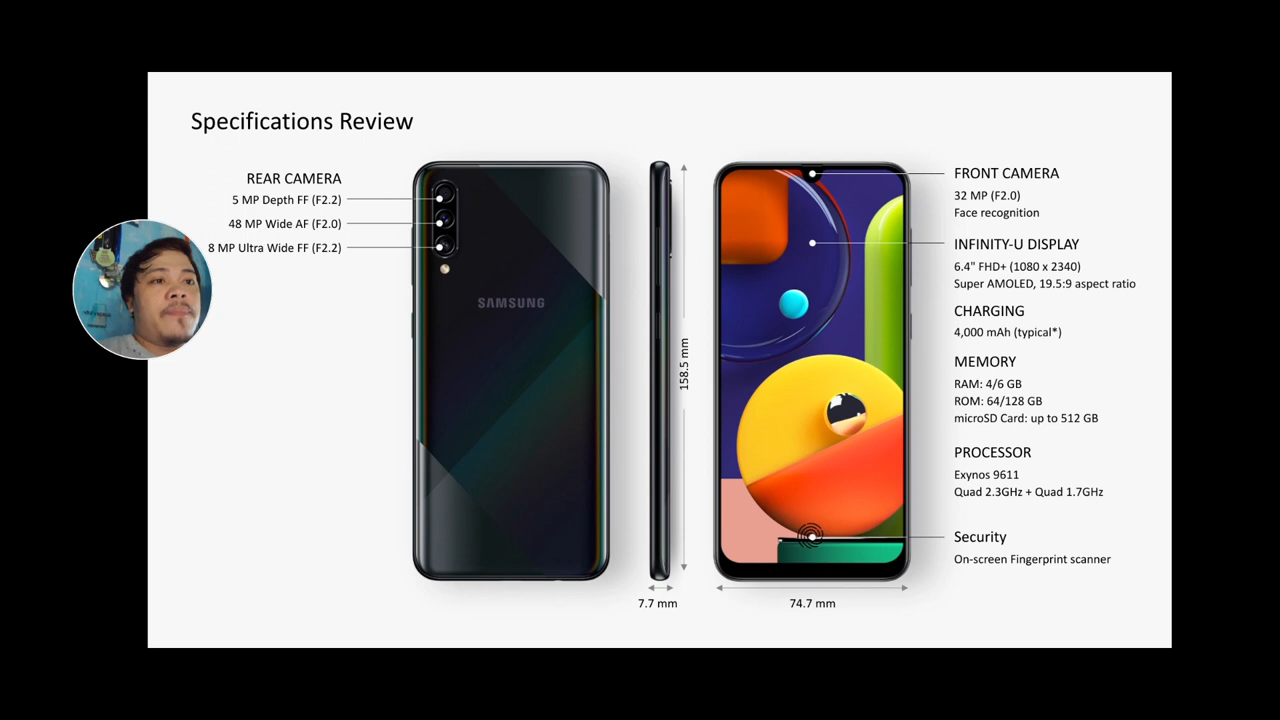 Specifications Review
REAR CAMERA
5 MP Depth FF (F2.2)
48 MP Wide AF (F2.0)
8 MP Ultra Wide FF (F2.2)
SAMSUNG
158.5 mm
7.7 mm
74.7 mm
FRONT CAMERA
32 MP (F2.0)
Face recognition
INFINITY-U DISPLAY
6.4" FHD+ (1080 x 2340)
Super AMOLED, 19.5:9 aspect ratio
CHARGING
4,000 mAh (typical*)
MEMORY
RAM: 4/6 GB
ROM: 64/128 GB
microSD Card: up to 512 GB
PROCESSOR
Exynos 9611
Quad 2.3GHz + Quad 1.7GHz
Security
On-screen Fingerprint scanner